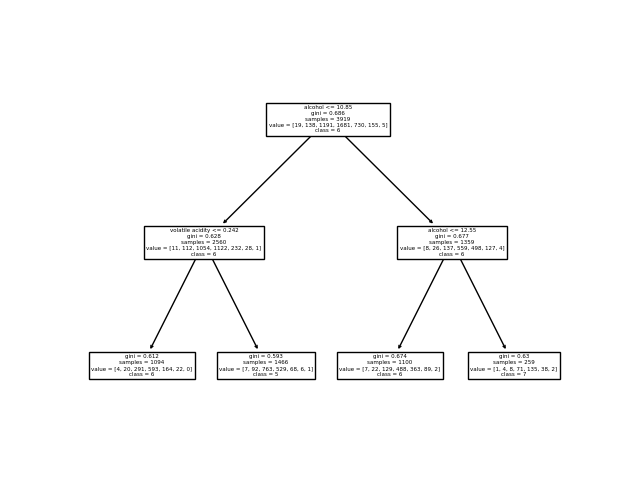 alcohol <= 10.85
gini = 0.686
samples = 3919
value = [19, 138, 1191, 1681, 730, 155, 5]
class = 6
volatile acidity <= 0.242
gini = 0.628
samples = 2560
value = [11, 112, 1054, 1122, 232, 28, 1]
class = 6
alcohol <= 12.55
gini = 0.677
samples = 1359
value = [8, 26, 137, 559, 498, 127, 4]
class = 6
gini = 0.612
samples = 1094
value = [4, 20, 291, 593, 164, 22, 0]
class = 6
gini = 0.593
samples = 1466
value = [7, 92, 763, 529, 68, 6, 1]
class = 5
gini = 0.674
samples = 1100
value = [7, 22, 129, 488, 363, 89, 2]
class = 6
gini = 0.63
samples = 259
value = [1, 4, 8, 71, 135, 38, 2]
class = 7